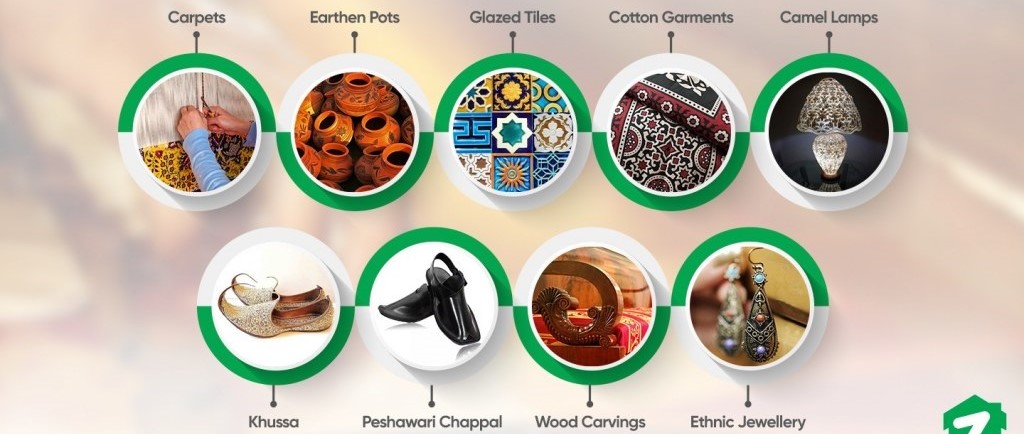 Carpets
Earthen Pots
Glazed Tiles
Cotton Garments
Camel Lamps
Khussa
Peshawari Chappal
Wood Carvings
Ethnic Jewellery